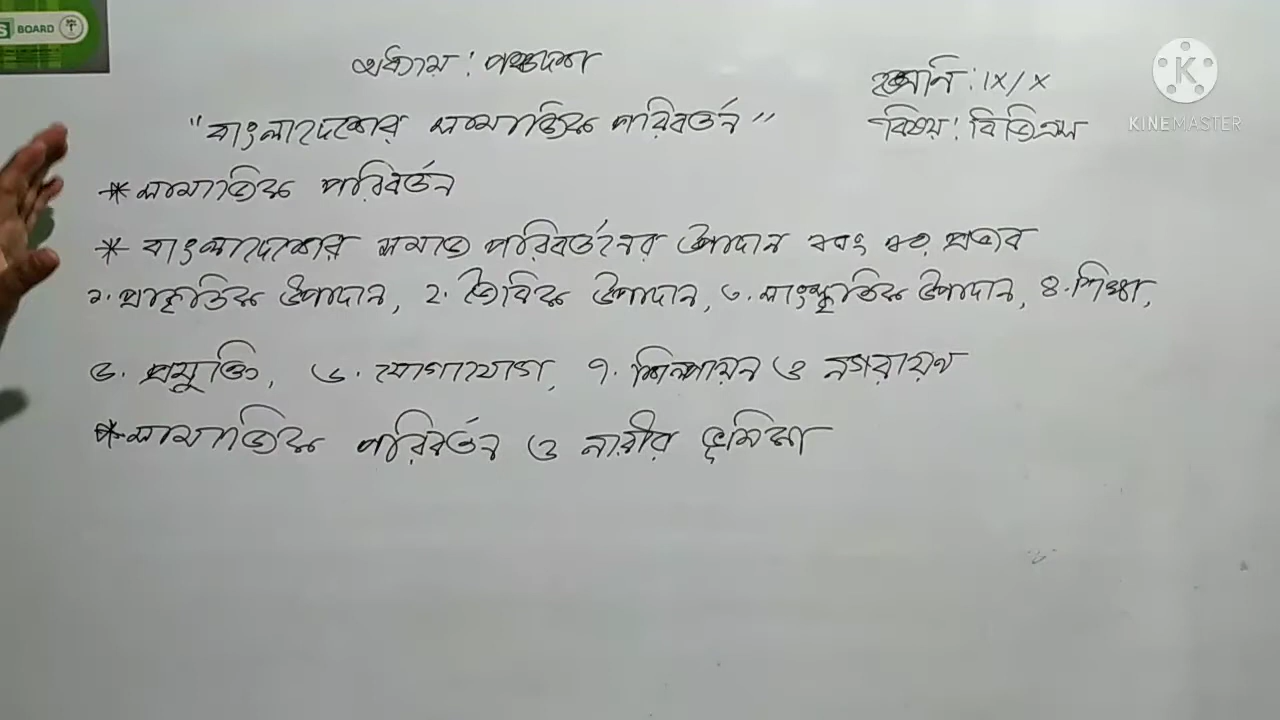 BOARD
অধ্যায় : পঞ্চদশ
শ্রেণি : IX/X
KINEMASTER
"বাংলাদেশের সামাজিক পরিবর্তন"
বিষয় : বিজিএস
* সামাজিক পরিবর্তন
* বাংলাদেশের সমাজ পরিবর্তনের উপাদান এবং এর প্রভাব
১. প্রাকৃতিক উপাদান, ২. জৈবিক উপাদান, ৩. সাংস্কৃতিক উপাদান, ৪. শিক্ষা,
৫. প্রযুক্তি, ৬. যোগাযোগ, ৭. শিল্পায়ন ও নগরায়ণ
* সামাজিক পরিবর্তন ও নারীর ভূমিকা